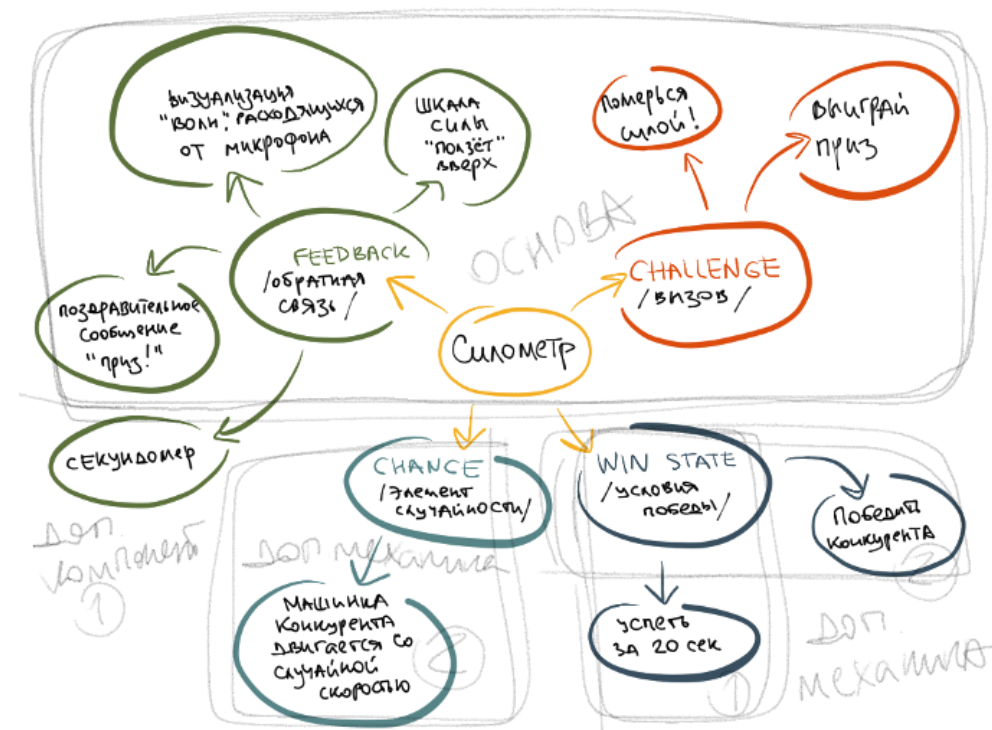 ВИЗУАЛИЗАЦИЯ
"ВОЛН", РАСХОДЯЩИХСЯ
ОТ МИКРОФОНА
ШКАЛА
СИЛЫ
"ПОЛЗЁТ"
ВВЕРХ
ПОМЕРЬСЯ
СИЛОЙ!
ВЫИГРАЙ
ПРИЗ
ОСНОВА
FEEDBACK
/ОБРАТНАЯ
СВЯЗЬ/
CHALLENGE
/ВЫЗОВ/
ПОЗДРАВИТЕЛЬНОЕ
СООБЩЕНИЕ
"ПРИЗ!"
Силометр
СЕКУНДОМЕР
CHANCE
/ЭЛЕМЕНТ
СЛУЧАЙНОСТИ/
WIN STATE
/УСЛОВИЯ
ПОБЕДЫ/
ПОБЕДИТЬ
КОНКУРЕНТА
2
ДОП.
КОМПОНЕНТ
1
ДОП МЕХАНИКА
2
МАШИНКА
КОНКУРЕНТА
ДВИГАЕТСЯ СО
СЛУЧАЙНОЙ
СКОРОСТЬЮ
УСПЕТЬ
ЗА 20 СЕК
1
ДОП.
МЕХАНИКА